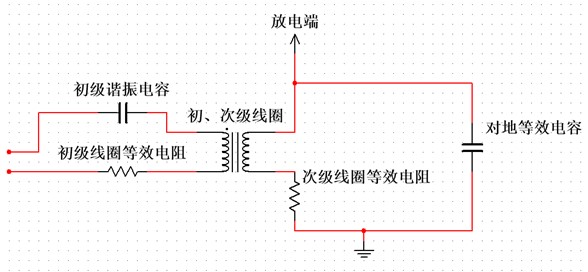 放电端
初级谐振电容
初、次级线圈
对地等效电容
初级线圈等效电阻
次级线圈等效电阻